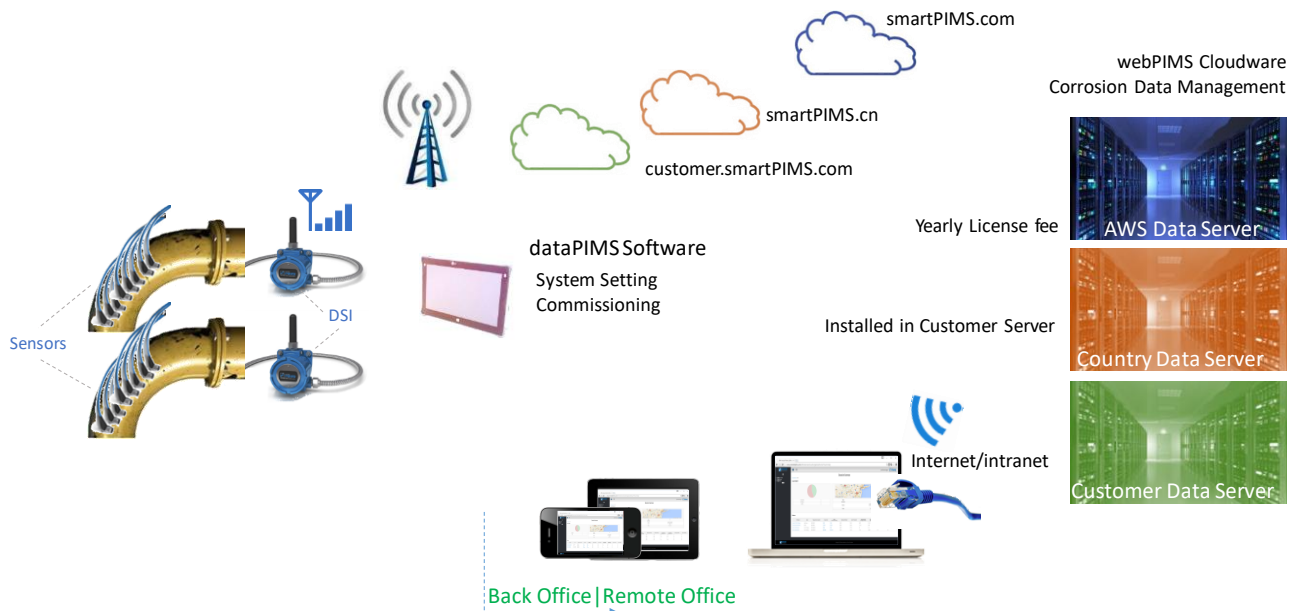 smartPIMS.com
webPIMS Cloudware
Corrosion Data Management
smartPIMS.cn
customer.smartPIMS.com
Yearly License fee
AWS Data Server
dataPIMS Software
System Setting
Commissioning
DSI
Sensors
Installed in Customer Server
Country Data Server
Internet/intranet
Customer Data Server
Back Office|Remote Office